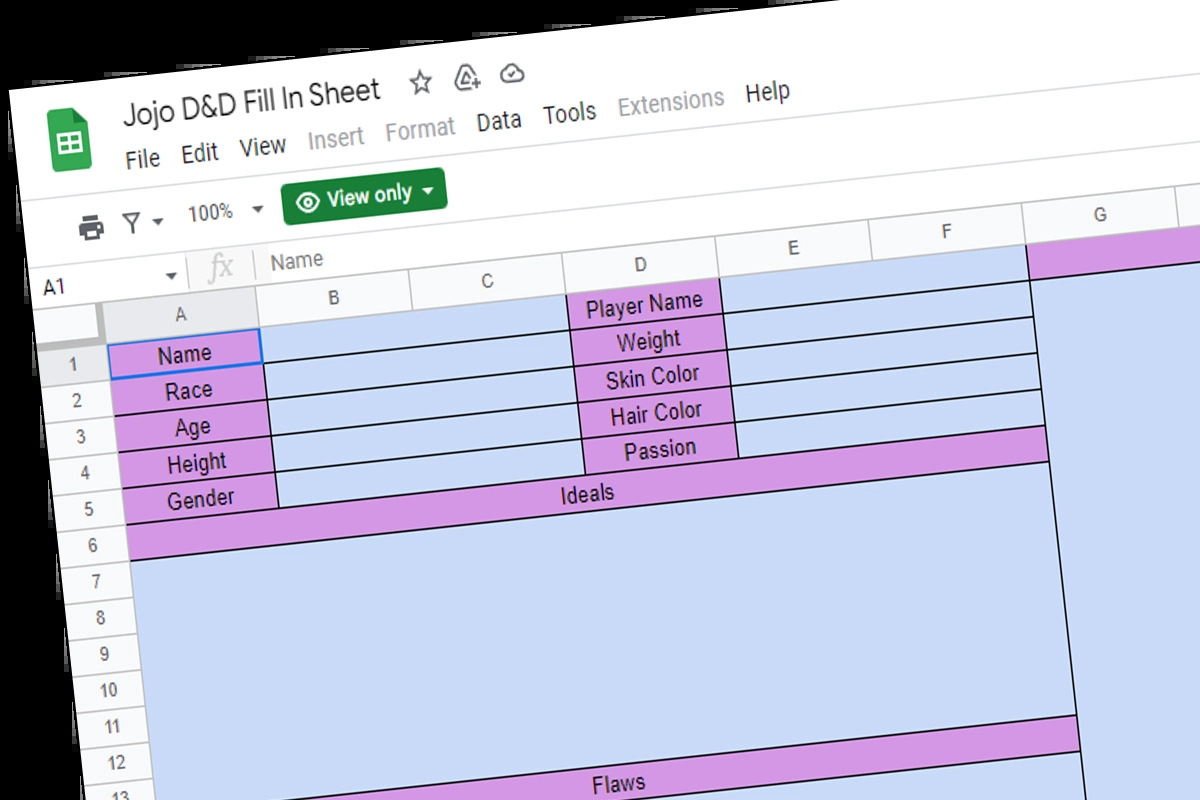 Jojo D&D Fill In Sheet
File Edit View Insert Format Data Tools Extensions Help
100% View only
A1 fx Name
A B C D E F G
1 Name Player Name
2 Race Weight
3 Age Skin Color
4 Height Hair Color
5 Gender Passion
6 Ideals
7
8
9
10
11
12
13 Flaws